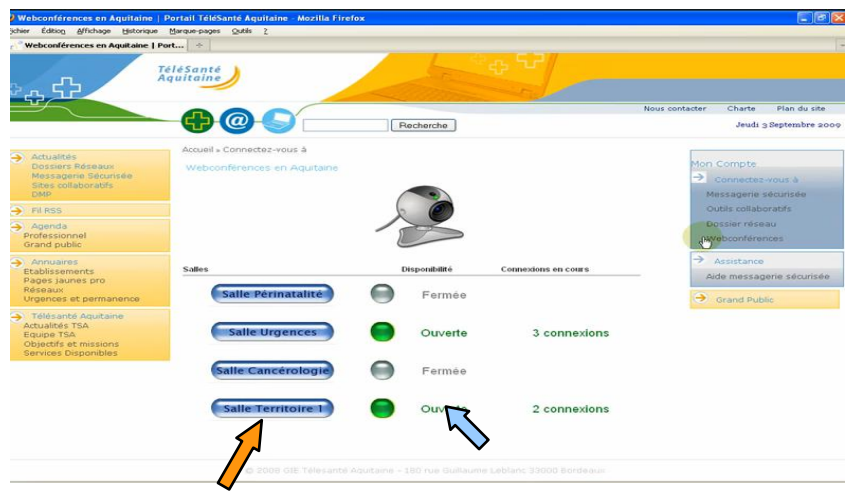 Webconférences en Aquitaine | Portail TéléSanté Aquitaine - Mozilla Firefox
Fichier Édition Affichage Historique Marque-pages Outils ?
Webconférences en Aquitaine | Port...
TéléSanté
Aquitaine
Nous contacter Charte Plan du site
@ Recherche
Jeudi 3 Septembre 2009
Accueil » Connectez-vous à
Webconférences en Aquitaine
Actualités
Dossiers Réseaux
Messagerie Sécurisée
Sites collaboratifs
DMP
Fil RSS
Agenda
Professionnel
Grand public
Annuaires
Etablissements
Pages jaunes pro
Réseaux
Urgences et permanence
Télésanté Aquitaine
Actualités TSA
Equipe TSA
Objectifs et missions
Services Disponibles
Salles Disponibilité Connexions en cours
Salle Périnatalité Fermée
Salle Urgences Ouverte 3 connexions
Salle Cancérologie Fermée
Salle Territoire 1 Ouverte 2 connexions
Mon Compte
Connectez-vous à
Messagerie sécurisée
Outils collaboratifs
Dossier réseau
Webconférences
Assistance
Aide messagerie sécurisée
Grand Public
© 2009 GIE Télésanté Aquitaine - 180 rue Guillaume Leblanc 33000 Bordeaux